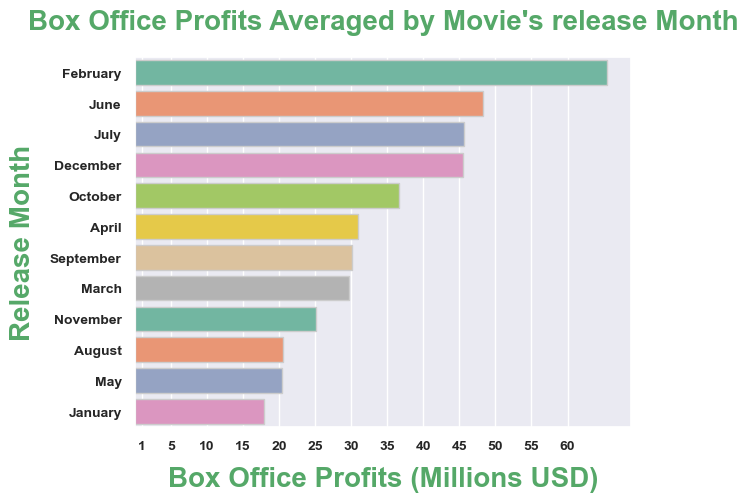 Box Office Profits Averaged by Movie's release Month
Release Month
February
June
July
December
October
April
September
March
November
August
May
January
1 5 10 15 20 25 30 35 40 45 50 55 60
Box Office Profits (Millions USD)